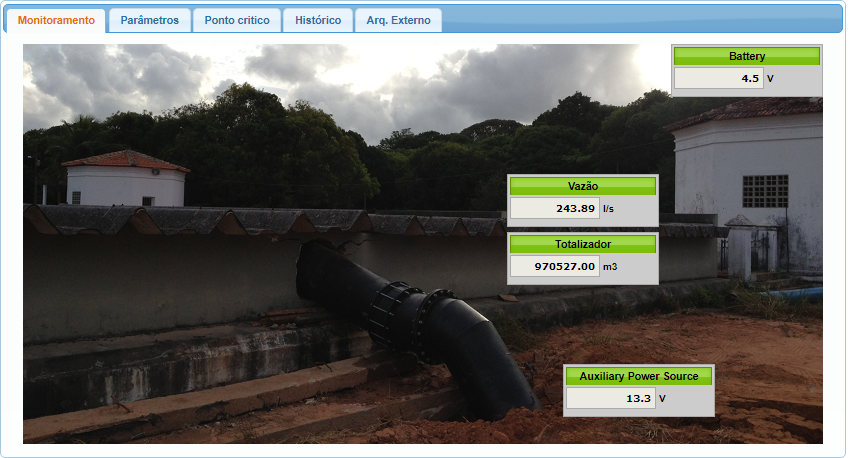 Monitoramento
Parâmetros
Ponto critico
Histórico
Arq. Externo
Battery
4.5 V
Vazão
243.89 l/s
Totalizador
970527.00 m3
Auxiliary Power Source
13.3 V